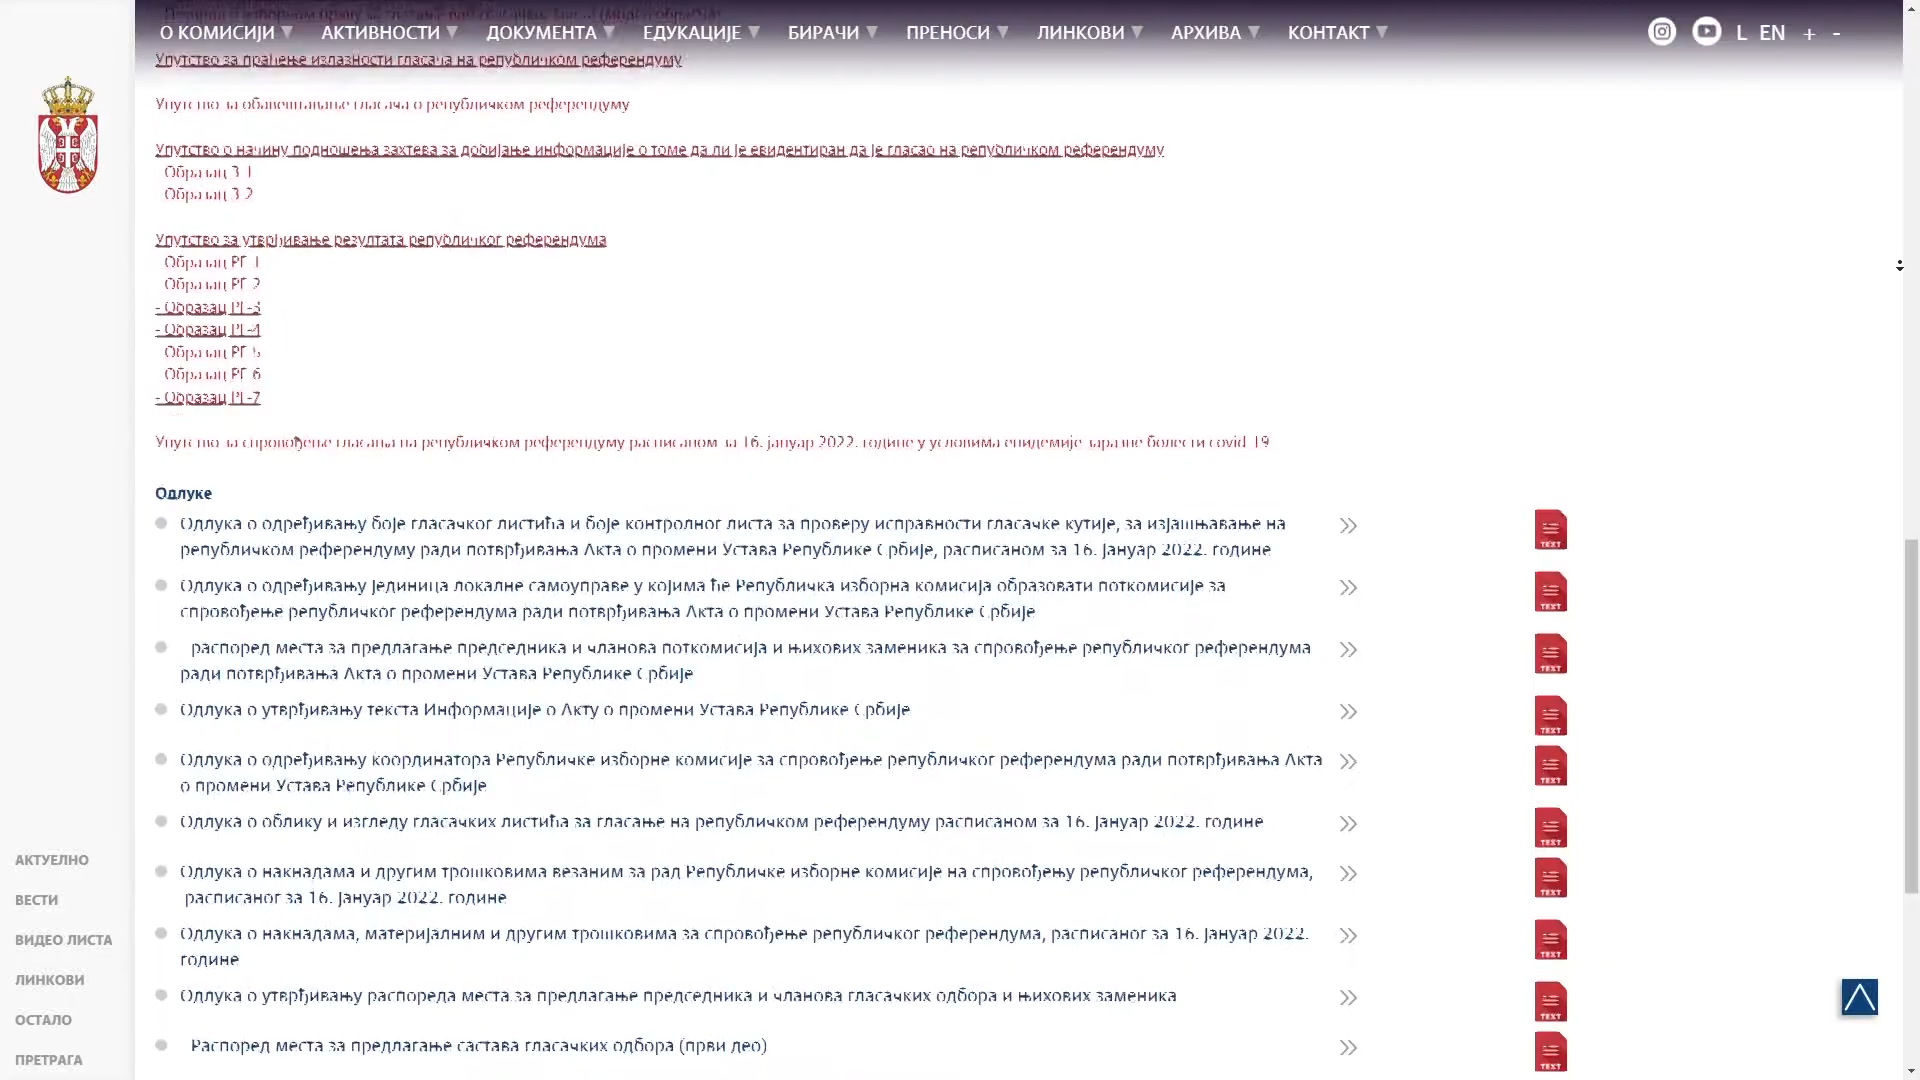 О КОМИСИЈИ АКТИВНОСТИ ДОКУМЕНТА ЕДУКАЦИЈЕ БИРАЧИ ПРЕНОСИ ЛИНКОВИ АРХИВА КОНТАКТ L EN + -
Упутство за праћење излазности гласача на републичком референдуму
Упутство за обавештавање гласача о републичком референдуму
Упутство о начину подношења захтева за добијање информације о томе да ли је евидентиран да је гласао на републичком референдуму
Образац З-1
Образац З-2
Упутство за утврђивање резултата републичког референдума
Образац РГ-1
Образац РГ-2
- Образац РГ-3
- Образац РГ-4
Образац РГ-5
Образац РГ-6
- Образац РГ-7
Упутство за спровођење гласања на републичком референдуму расписаном за 16. јануар 2022. године у условима епидемије заразне болести covid-19
Одлуке
Одлука о одређивању боје гласачког листића и боје контролног листа за проверу исправности гласачке кутије, за изјашњавање на
републичком референдуму ради потврђивања Акта о промени Устава Републике Србије, расписаном за 16. јануар 2022. године
TEXT
Одлука о одређивању јединица локалне самоуправе у којима ће Републичка изборна комисија образовати поткомисије за
спровођење републичког референдума ради потврђивања Акта о промени Устава Републике Србије
TEXT
распоред места за предлагање председника и чланова поткомисија и њихових заменика за спровођење републичког референдума
ради потврђивања Акта о промени Устава Републике Србије
TEXT
Одлука о утврђивању текста Информације о Акту о промени Устава Републике Србије
TEXT
Одлука о одређивању координатора Републичке изборне комисије за спровођење републичког референдума ради потврђивања Акта
о промени Устава Републике Србије
TEXT
Одлука о облику и изгледу гласачких листића за гласање на републичком референдуму расписаном за 16. јануар 2022. године
TEXT
Одлука о накнадама и другим трошковима везаним за рад Републичке изборне комисије на спровођењу републичког референдума,
расписаног за 16. јануар 2022. године
TEXT
Одлука о накнадама, материјалним и другим трошковима за спровођење републичког референдума, расписаног за 16. јануар 2022.
године
TEXT
Одлука о утврђивању распореда места за предлагање председника и чланова гласачких одбора и њихових заменика
TEXT
Распоред места за предлагање састава гласачких одбора (први део)
TEXT
АКТУЕЛНО
ВЕСТИ
ВИДЕО ЛИСТА
ЛИНКОВИ
ОСТАЛО
ПРЕТРАГА